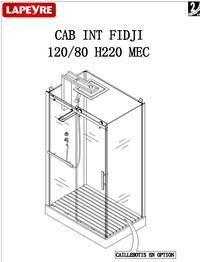 LAPEYRE
CAB INT FIDJI
120/80 H220 MEC
CAILLEBOTIS EN OPTION